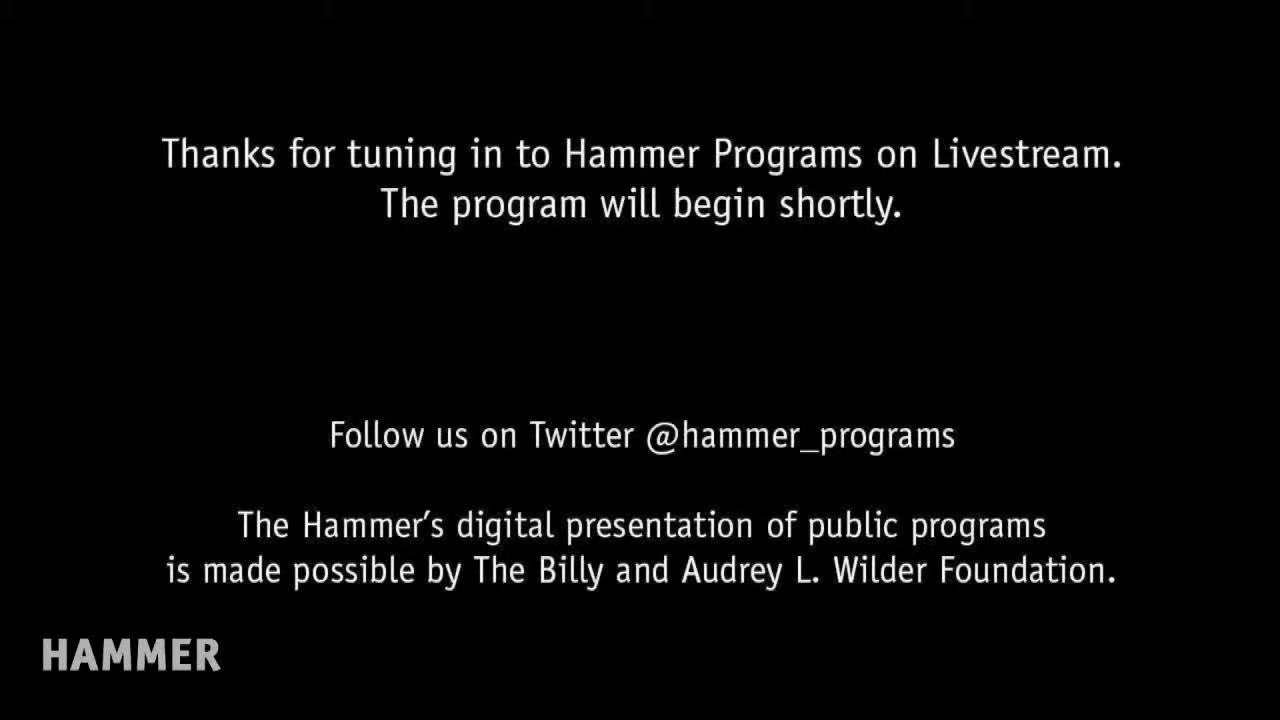 Thanks for tuning in to Hammer Programs on Livestream.
The program will begin shortly.
Follow us on Twitter @hammer_programs
The Hammer's digital presentation of public programs
is made possible by The Billy and Audrey L. Wilder Foundation.
HAMMER